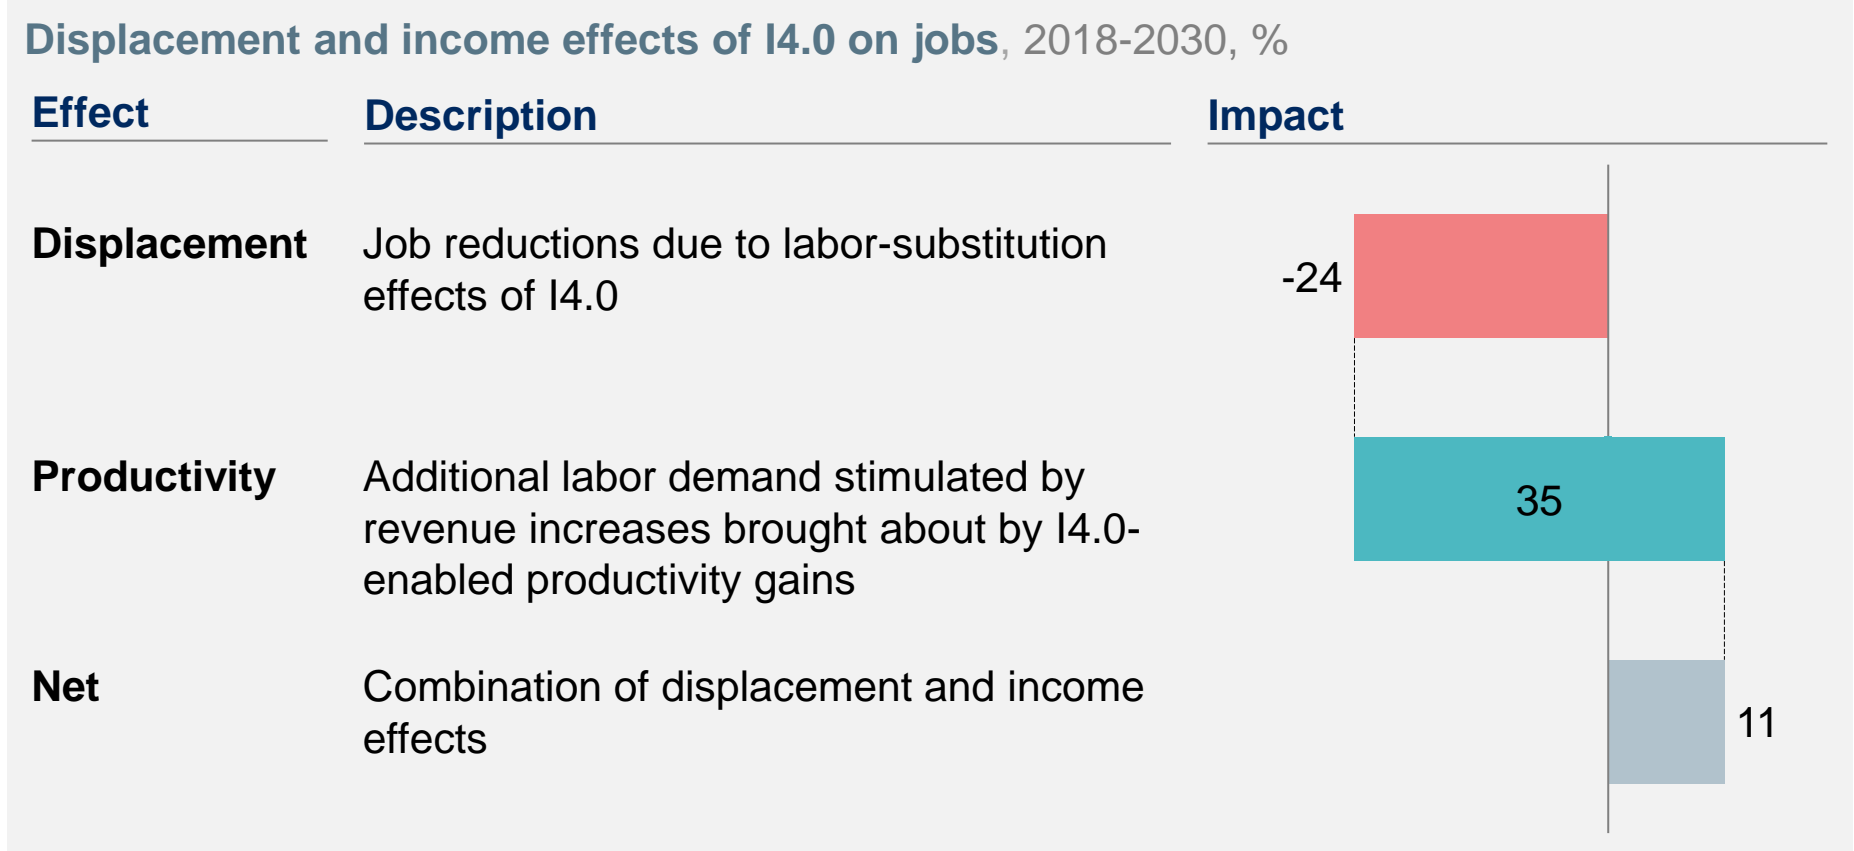 Displacement and income effects of I4.0 on jobs, 2018-2030, %
Effect
Description
Impact
Displacement
Job reductions due to labor-substitution
effects of I4.0
-24
Productivity
Additional labor demand stimulated by
revenue increases brought about by I4.0-
enabled productivity gains
35
Net
Combination of displacement and income
effects
11